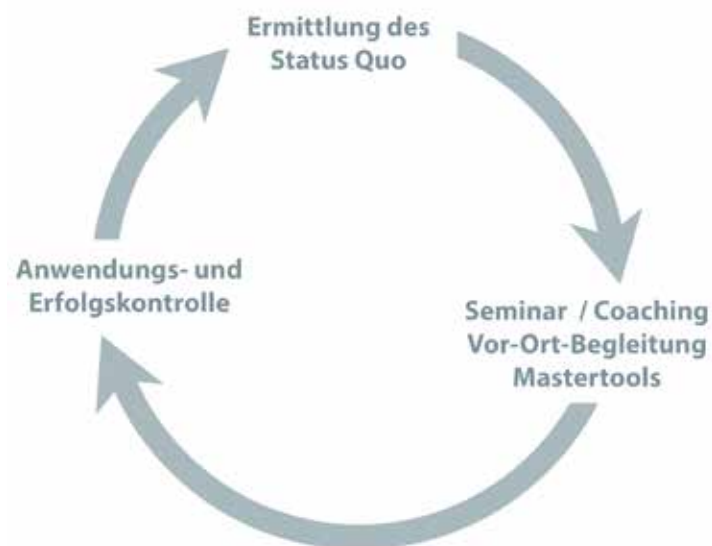 Ermittlung des
Status Quo
Seminar / Coaching
Vor-Ort-Begleitung
Mastertools
Anwendungs- und
Erfolgskontrolle